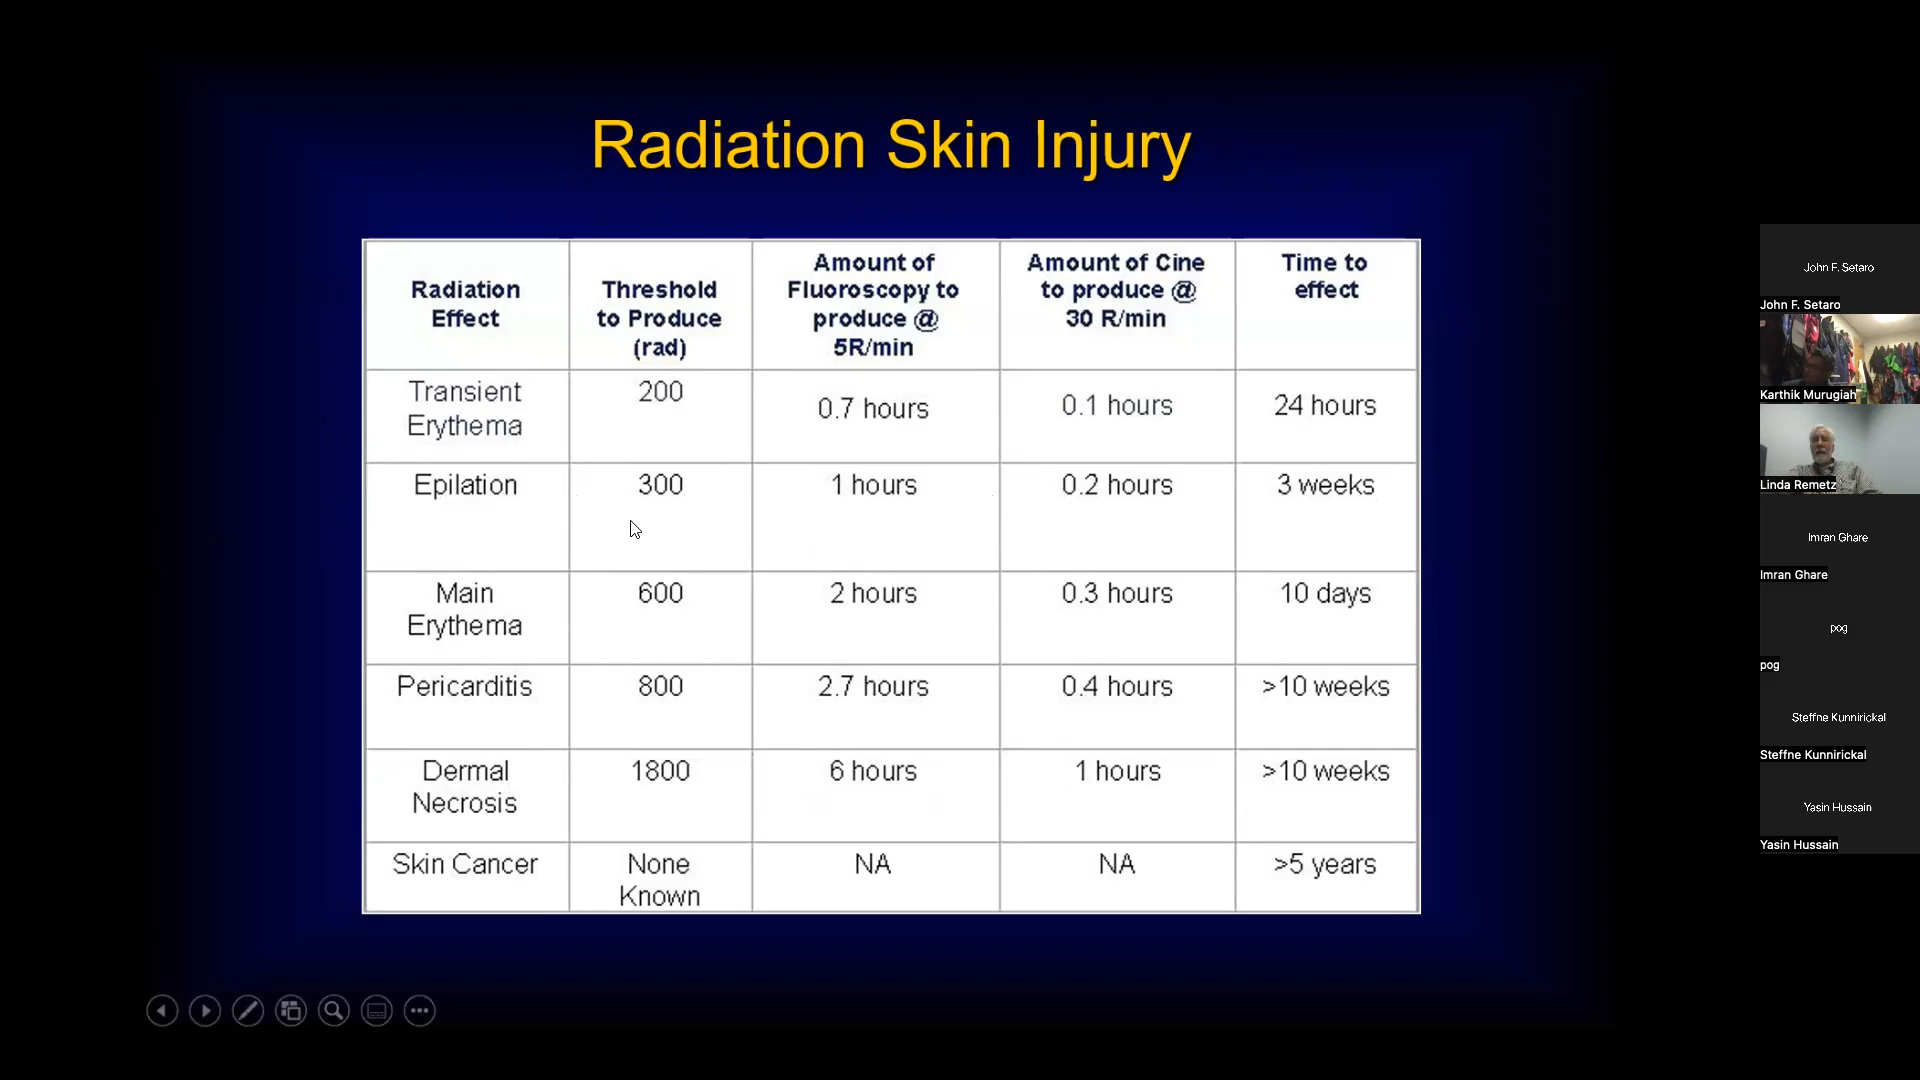 Radiation Skin Injury
Radiation
Effect
Threshold
to Produce
(rad)
Amount of
Fluoroscopy to
produce @
5R/min
Amount of Cine
to produce @
30 R/min
Time to
effect
Transient
Erythema
200
0.7 hours
0.1 hours
24 hours
Epilation
300
1 hours
0.2 hours
3 weeks
Main
Erythema
600
2 hours
0.3 hours
10 days
Pericarditis
800
2.7 hours
0.4 hours
>10 weeks
Dermal
Necrosis
1800
6 hours
1 hours
>10 weeks
Skin Cancer
None
Known
NA
NA
>5 years
John F. Setaro
John F. Setaro
Karthik Murugiah
Linda Remetz
Imran Ghare
Imran Ghare
pog
pog
Steffne Kunnirickal
Steffne Kunnirickal
Yasin Hussain
Yasin Hussain